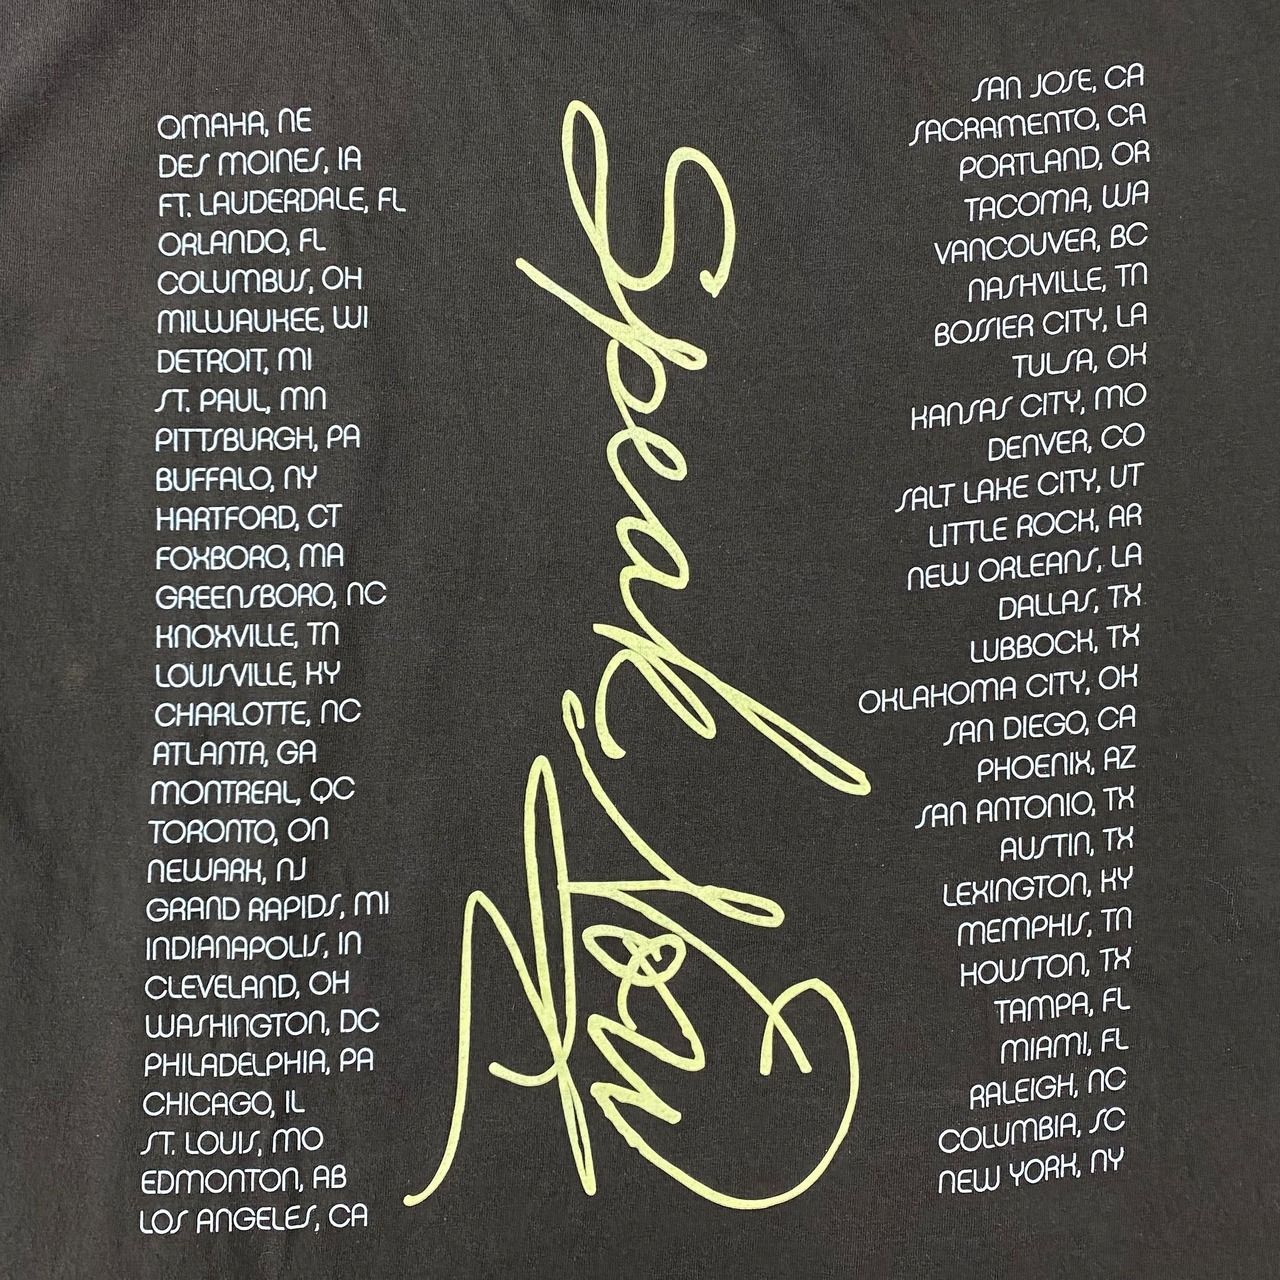 OMAHA, NE
DES MOINES, IA
FT. LAUDERDALE, FL
ORLANDO, FL
COLUMBUS, OH
MILWAUKEE, WI
DETROIT, MI
ST. PAUL, MN
PITTSBURGH, PA
BUFFALO, NY
HARTFORD, CT
FOXBORO, MA
GREENSBORO, NC
KNOXVILLE, TN
LOUISVILLE, KY
CHARLOTTE, NC
ATLANTA, GA
MONTREAL, QC
TORONTO, ON
NEWARK, NJ
GRAND RAPIDS, MI
INDIANAPOLIS, IN
CLEVELAND, OH
WASHINGTON, DC
PHILADELPHIA, PA
CHICAGO, IL
ST. LOUIS, MO
EDMONTON, AB
LOS ANGELES, CA
Speak Now
SAN JOSE, CA
SACRAMENTO, CA
PORTLAND, OR
TACOMA, WA
VANCOUVER, BC
NASHVILLE, TN
BOSSIER CITY, LA
TULSA, OK
KANSAS CITY, MO
DENVER, CO
SALT LAKE CITY, UT
LITTLE ROCK, AR
NEW ORLEANS, LA
DALLAS, TX
LUBBOCK, TX
OKLAHOMA CITY, OK
SAN DIEGO, CA
PHOENIX, AZ
SAN ANTONIO, TX
AUSTIN, TX
LEXINGTON, KY
MEMPHIS, TN
HOUSTON, TX
TAMPA, FL
MIAMI, FL
RALEIGH, NC
COLUMBIA, SC
NEW YORK, NY